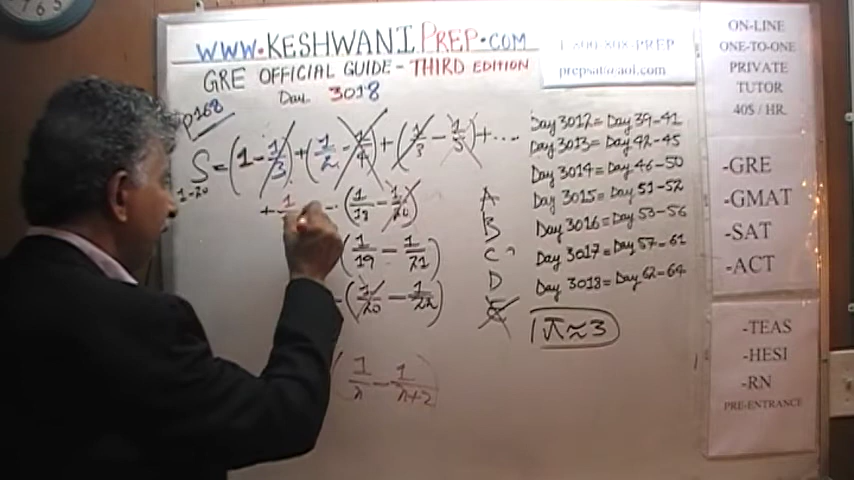 WWW.KESHWANIPREP.COM
1-800-808-PREP
prepsat@aol.com
GRE OFFICIAL GUIDE - THIRD EDITION
Day 3018
p168
S = (1 - 1/3) + (1/2 - 1/4) + (1/3 - 1/5) + ....
1-20
+ 1
- (1/18 - 1/20)
(1/19 - 1/21)
- (1/20 - 1/22)
(1/n - 1/n+2)
A
B
C
D
E
Day 3012 = Day 39-41
Day 3013 = Day 42-45
Day 3014 = Day 46-50
Day 3015 = Day 51-52
Day 3016 = Day 53-56
Day 3017 = Day 57-61
Day 3018 = Day 62-64
π≈3
ON-LINE
ONE-TO-ONE
PRIVATE
TUTOR
40$ / HR.
-GRE
-GMAT
-SAT
-ACT
-TEAS
-HESI
-RN
PRE-ENTRANCE